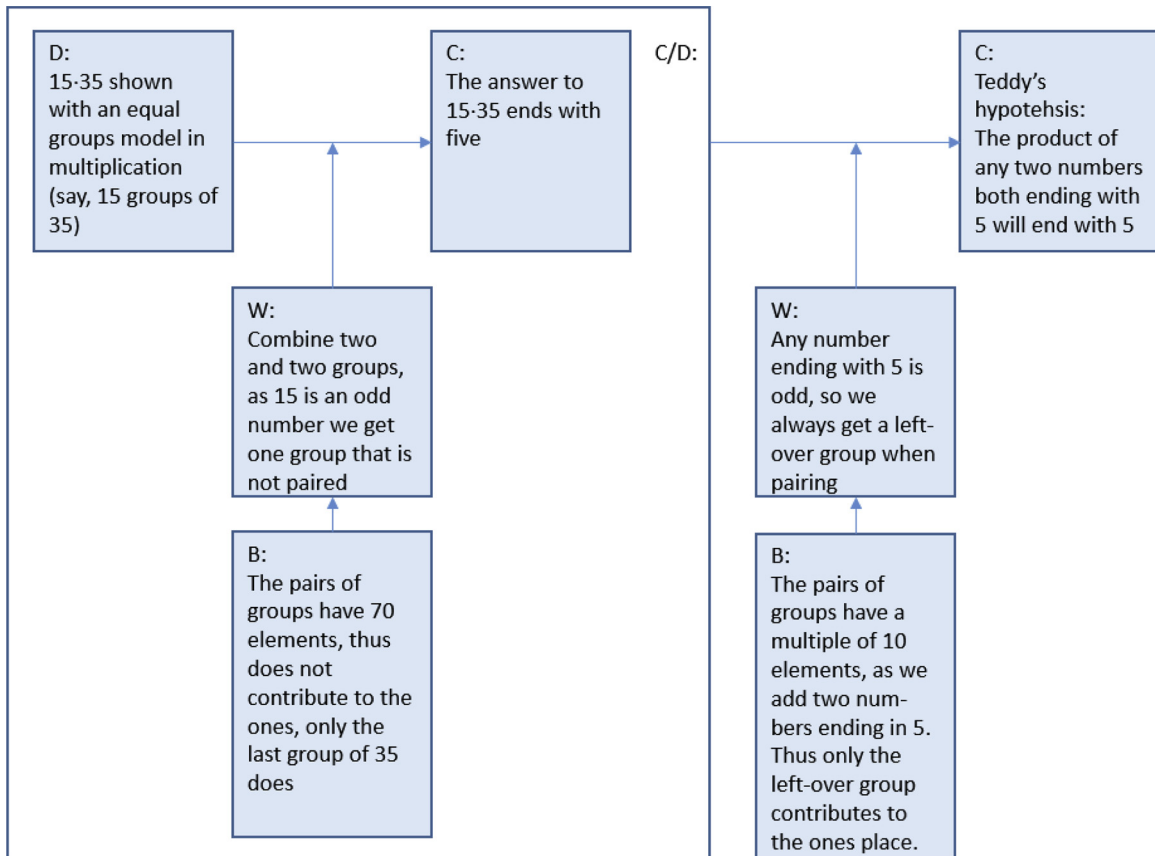 D:
15·35 shown
with an equal
groups model in
multiplication
(say, 15 groups of
35)
C:
The answer to
15·35 ends with
five
W:
Combine two
and two groups,
as 15 is an odd
number we get
one group that is
not paired
B:
The pairs of
groups have 70
elements, thus
does not
contribute to the
ones, only the
last group of 35
does
C/D:
C:
Teddy’s
hypotehsis:
The product of
any two numbers
both ending with
5 will end with 5
W:
Any number
ending with 5 is
odd, so we
always get a left-
over group when
pairing
B:
The pairs of
groups have a
multiple of 10
elements, as we
add two num-
bers ending in 5.
Thus only the
left-over group
contributes to
the ones place.